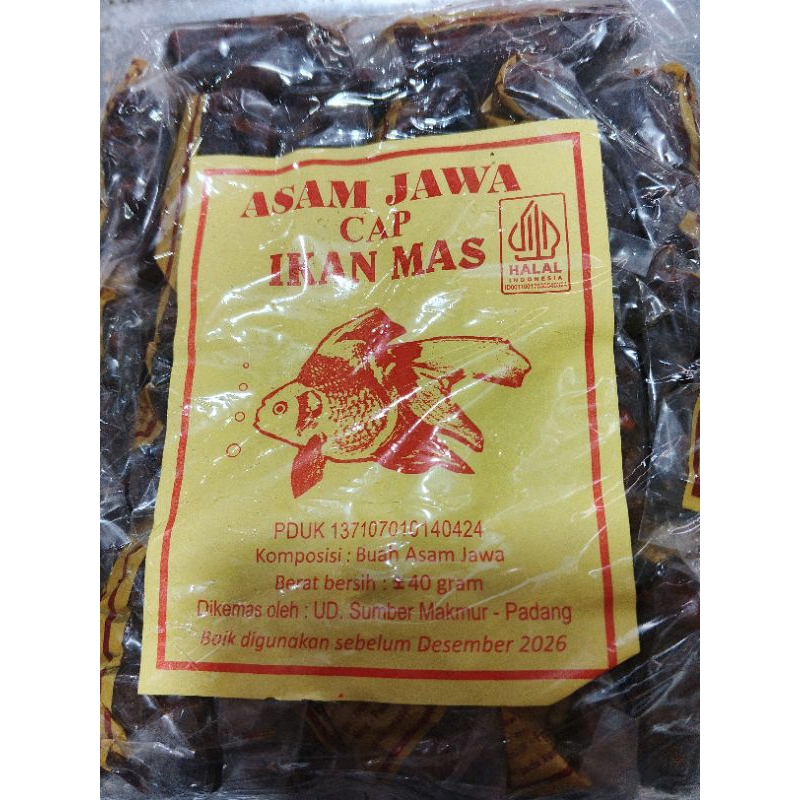 ASAM JAWA
CAP
IKAN MAS
HALAL
INDONESIA
PDUK 137107010140424
Komposisi : Buah Asam Jawa
Berat bersih : ± 40 gram
Dikemas oleh : UD. Sumber Makmur - Padang
Baik digunakan sebelum Desember 2026